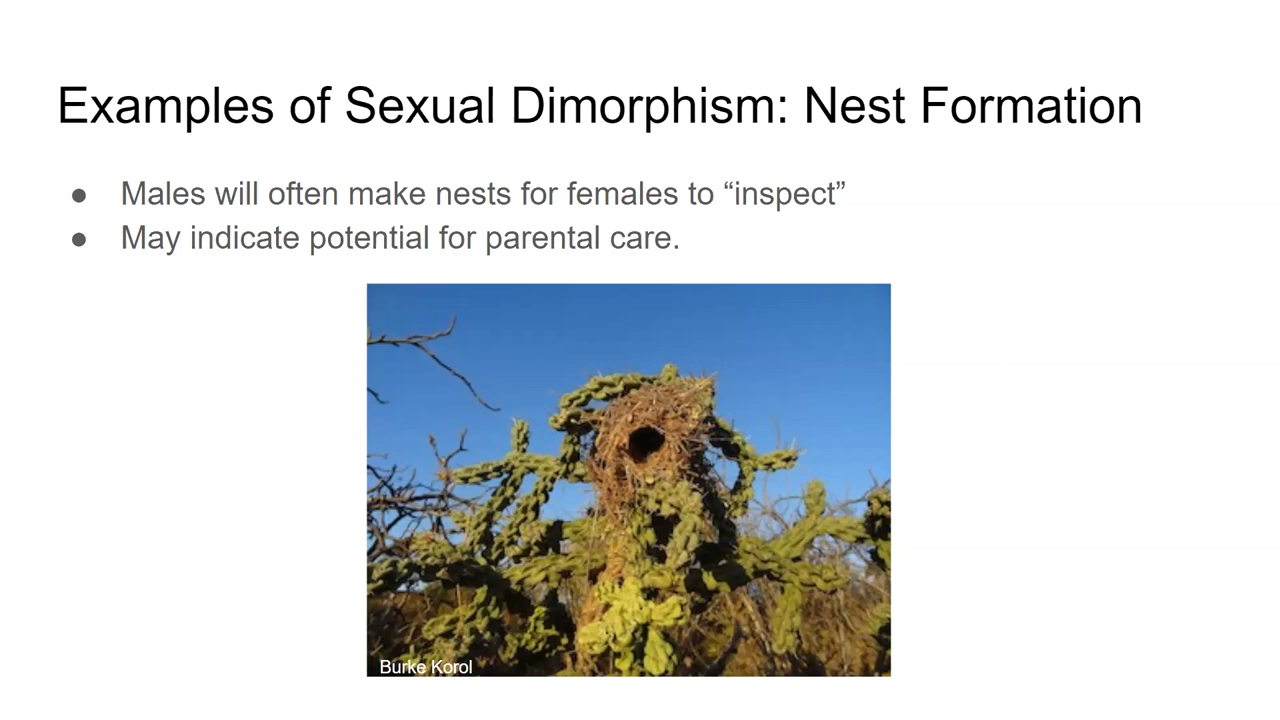 Examples of Sexual Dimorphism: Nest Formation
● Males will often make nests for females to “inspect”
● May indicate potential for parental care.
Burke Korol